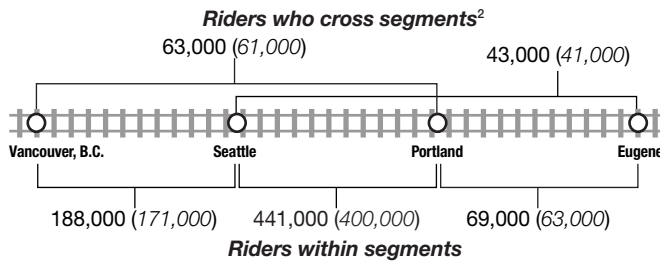 Riders who cross segments²
63,000 (61,000)
43,000 (41,000)
Vancouver, B.C. Seattle Portland Eugene
188,000 (171,000) 441,000 (400,000) 69,000 (63,000)
Riders within segments